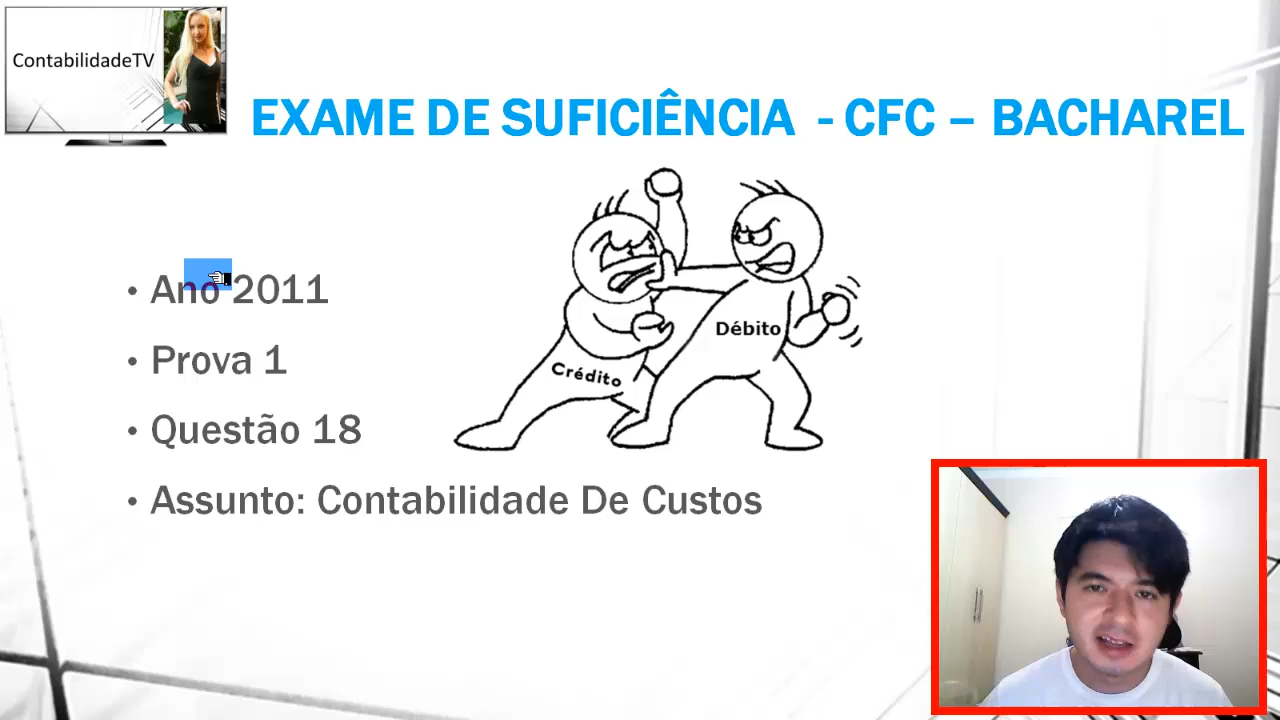 ContabilidadeTV
EXAME DE SUFICIÊNCIA - CFC – BACHAREL
• Ano 2011
• Prova 1
• Questão 18
• Assunto: Contabilidade De Custos
Débito
Crédito